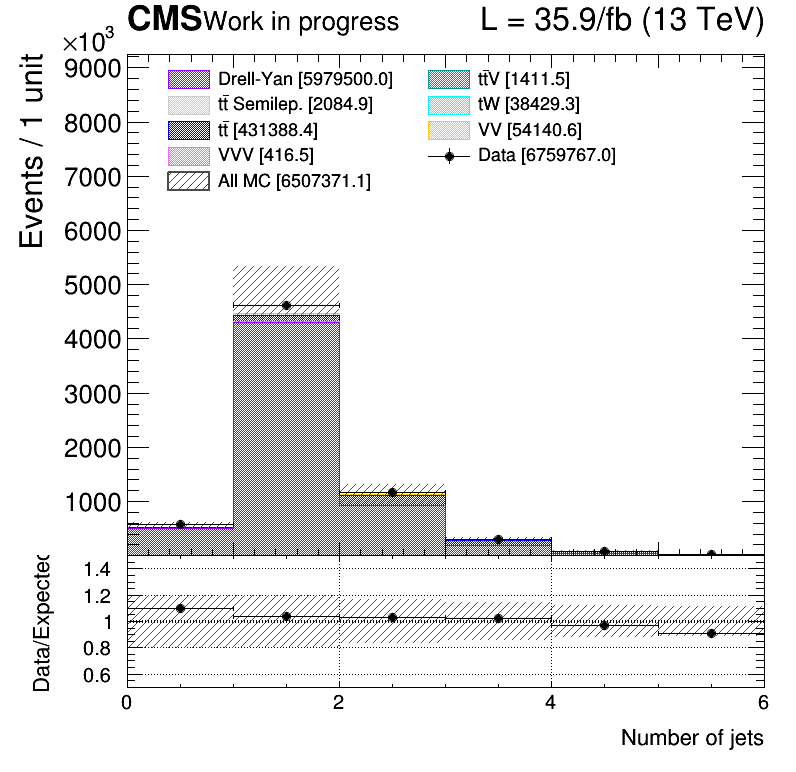 CMS Work in progress L = 35.9/fb (13 TeV)
×10³
Events / 1 unit
9000
8000
7000
6000
5000
4000
3000
2000
1000
Drell-Yan [5979500.0]
tt̄ Semilep. [2084.9]
tt̄ [431388.4]
VVV [416.5]
All MC [6507371.1]
tt̄V [1411.5]
tW [38429.3]
VV [54140.6]
Data [6759767.0]
Data/Expected
1.4
1.2
1
0.8
0.6
0 2 4 6
Number of jets